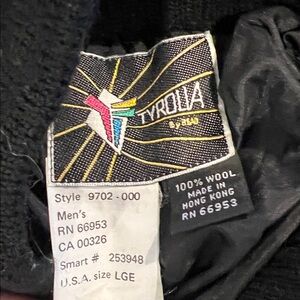 TYROLIA
By HEAD
100% WOOL
MADE IN
HONG KONG
RN 66953
Style 9702-000
Men's
RN 66953
CA 00326
Smart # 253948
U.S.A. size LGE